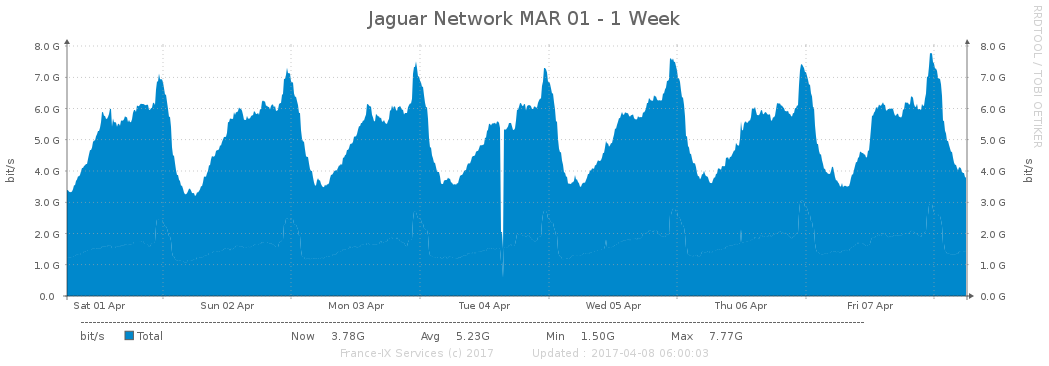 Jaguar Network MAR 01 - 1 Week
RRDTOOL / TOBI OETIKER
bit/s
8.0 G 8.0 G
7.0 G 7.0 G
6.0 G 6.0 G
5.0 G 5.0 G
4.0 G 4.0 G
3.0 G 3.0 G
2.0 G 2.0 G
1.0 G 1.0 G
0.0 0.0 G
bit/s
Sat 01 Apr Sun 02 Apr Mon 03 Apr Tue 04 Apr Wed 05 Apr Thu 06 Apr Fri 07 Apr
bit/s Total Now 3.78G Avg 5.23G Min 1.50G Max 7.77G
France-IX Services (c) 2017 Updated : 2017-04-08 06:00:03